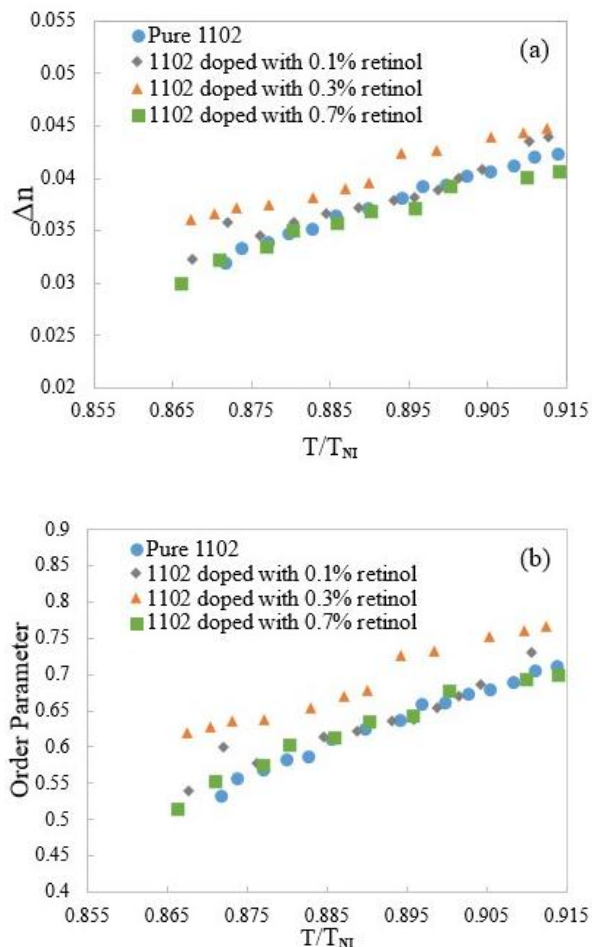 0.055
Pure 1102
(a)
1102 doped with 0.1% retinol
0.05
1102 doped with 0.3% retinol
1102 doped with 0.7% retinol
0.045
0.04
Δn
0.035
0.03
0.025
0.02
0.855 0.865 0.875 0.885 0.895 0.905 0.915
T/TNI
0.9
Pure 1102
(b)
0.85
1102 doped with 0.1% retinol
0.8
1102 doped with 0.3% retinol
1102 doped with 0.7% retinol
0.75
0.7
Order Parameter
0.65
0.6
0.55
0.5
0.45
0.4
0.855 0.865 0.875 0.885 0.895 0.905 0.915
T/TNI